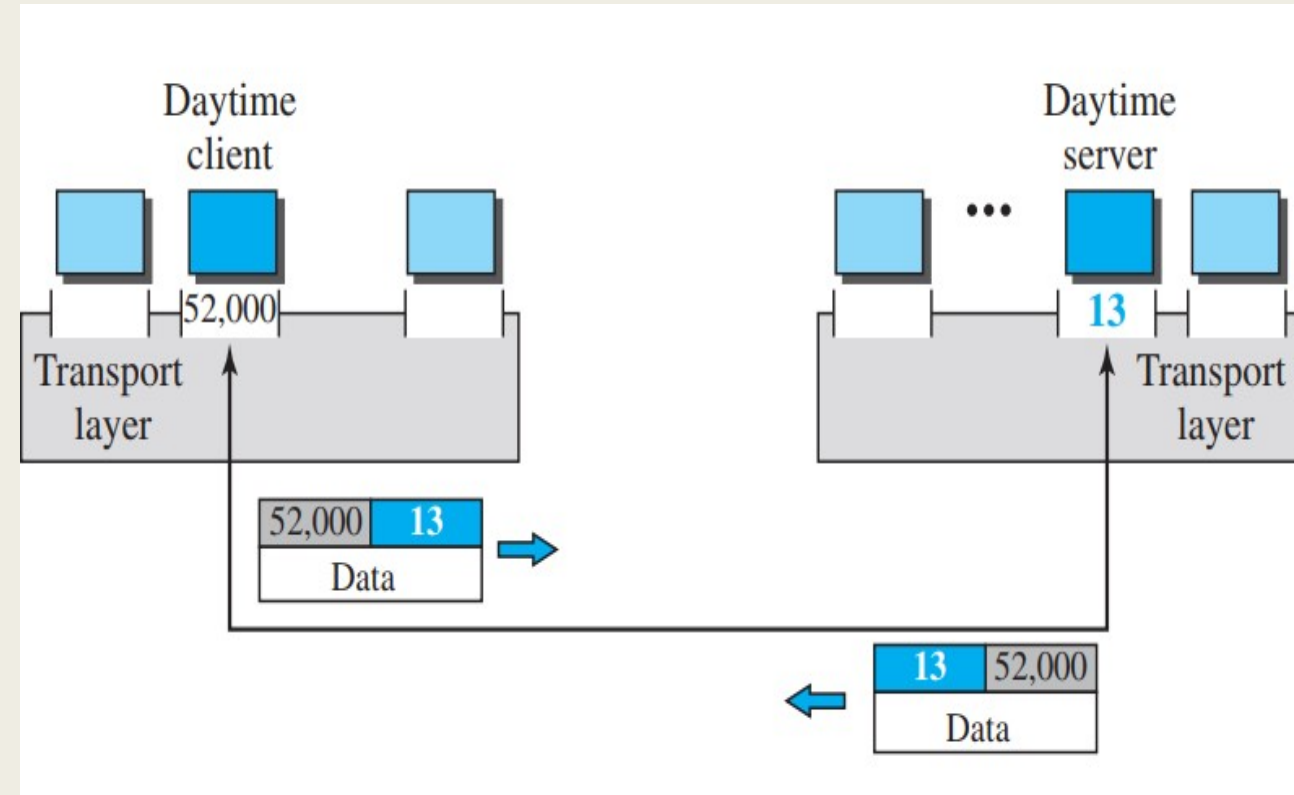 Daytime
client
Daytime
server
•••
52,000
13
Transport
layer
Transport
layer
52,000 13
Data
13 52,000
Data